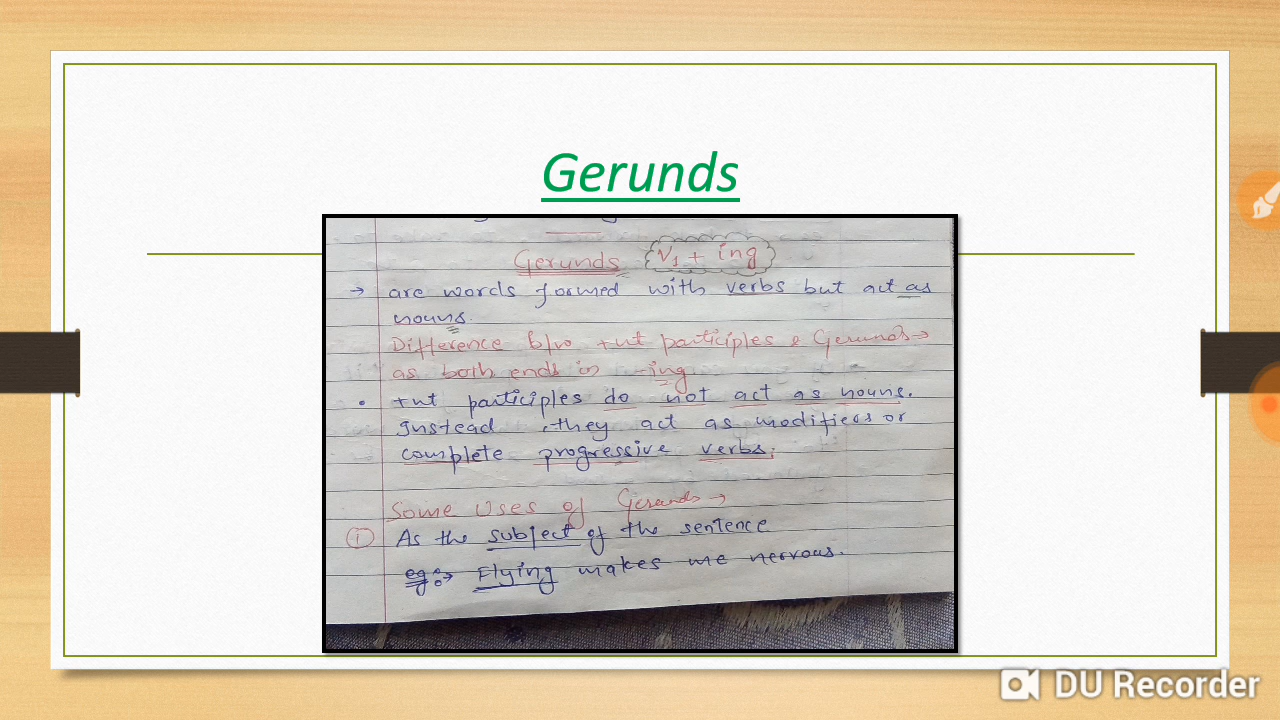 Gerunds
Gerunds V1 + ing
→ are words formed with verbs but act as
nouns.
Difference b/w +nt participles & Gerunds→
as both ends in -ing
• +nt participles do not act as nouns.
Instead, they act as modifiers or
complete progressive verbs;
Some Uses of Gerunds →
① As the subject of the sentence
eg:→ Flying makes me nervous.
DU Recorder